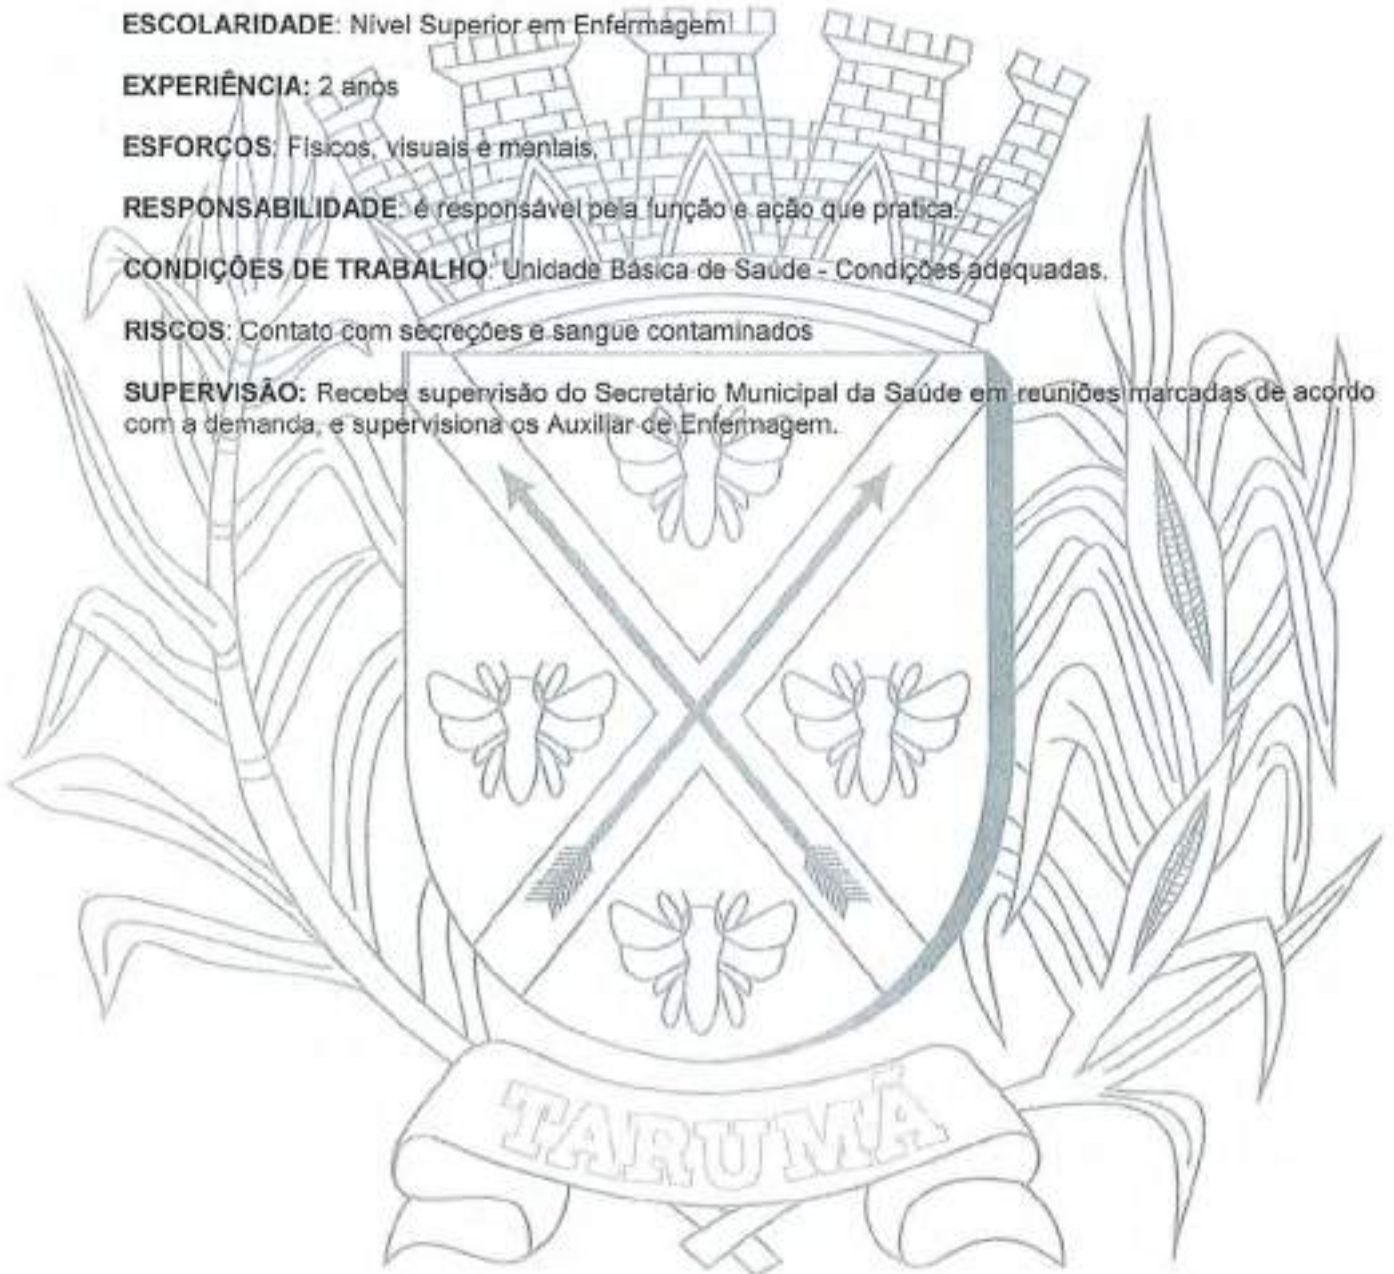 ESCOLARIDADE: Nível Superior em Enfermagem
EXPERIÊNCIA: 2 anos
ESFORÇOS: Físicos, visuais e mentais,
RESPONSABILIDADE: é responsável pela função e ação que pratica.
CONDIÇÕES DE TRABALHO: Unidade Básica de Saúde - Condições adequadas.
RISCOS: Contato com secreções e sangue contaminados
SUPERVISÃO: Recebe supervisão do Secretário Municipal da Saúde em reuniões marcadas de acordo
com a demanda, e supervisiona os Auxiliar de Enfermagem.
TARUMÃ